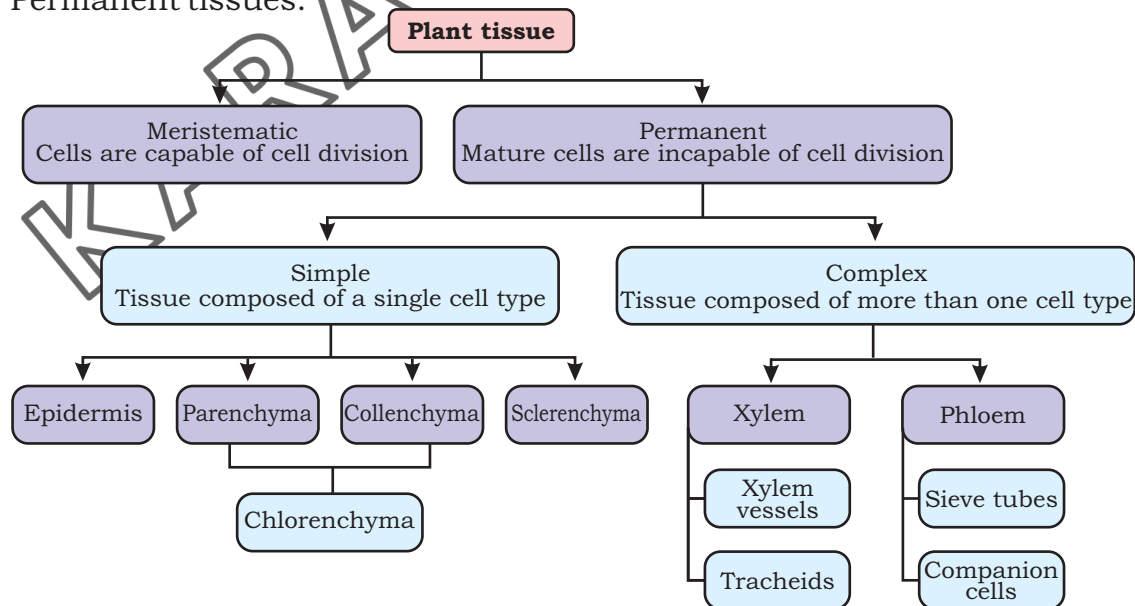 Permanent tissues.
KARA
Plant tissue
Meristematic
Cells are capable of cell division
Permanent
Mature cells are incapable of cell division
Simple
Tissue composed of a single cell type
Complex
Tissue composed of more than one cell type
Epidermis
Parenchyma
Collenchyma
Sclerenchyma
Xylem
Phloem
Chlorenchyma
Xylem
vessels
Sieve tubes
Tracheids
Companion
cells